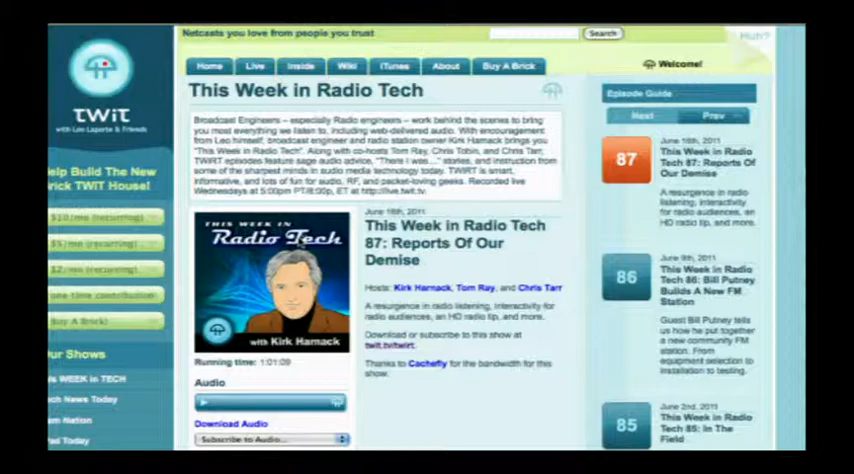 Netcasts you love from people you trust
Search
Huh?
Home
Live
Inside
Wiki
iTunes
About
Buy A Brick
Welcome!
TWiT
with Leo Laporte & Friends
elp Build The New
rick TWiT House!
$10/mo (recurring)
$5/mo (recurring)
$2/mo (recurring)
one time contribution
Buy A Brick!
ur Shows
is WEEK in TECH
ech News Today
This Week in Radio Tech
Broadcast Engineers – especially Radio engineers – work behind the scenes to bring
you most everything we listen to, including web-delivered audio. With encouragement
from Leo himself, broadcast engineer and radio station owner Kirk Harnack brings you
"This Week in Radio Tech". Along with co-hosts Tom Ray, Chris Tobin, and Chris Tarr,
TWiRT episodes feature sage audio advice, "There I was..." stories, and instruction from
some of the sharpest minds in audio media technology today. TWiRT is smart,
informative, and lots of fun for audio, RF, and packet-loving geeks. Recorded live
Wednesdays at 5:00pm PT/8:00p, ET at http://live.twit.tv.
THIS WEEK IN
Radio Tech
with Kirk Harnack
Running time: 1:01:09
Audio
Download Audio
Subscribe to Audio...
June 16th, 2011
This Week in Radio Tech
87: Reports Of Our
Demise
Hosts: Kirk Harnack, Tom Ray, and Chris Tarr
A resurgence in radio listening, interactivity for
radio audiences, an HD radio tip, and more.
Download or subscribe to this show at
twit.tv/twirt.
Thanks to Cachefly for the bandwidth for this
show.
Episode Guide
Next
Prev
87
June 16th, 2011
This Week in Radio
Tech 87: Reports Of
Our Demise
A resurgence in radio
listening, interactivity
for radio audiences, an
HD radio tip, and more.
86
June 9th, 2011
This Week in Radio
Tech 86: Bill Putney
Builds A New FM
Station
Guest Bill Putney tells
us how he put together
a new community FM
station. From
equipment selection to
installation to testing.
85
June 2nd, 2011
This Week in Radio
Tech 85: In The
Field